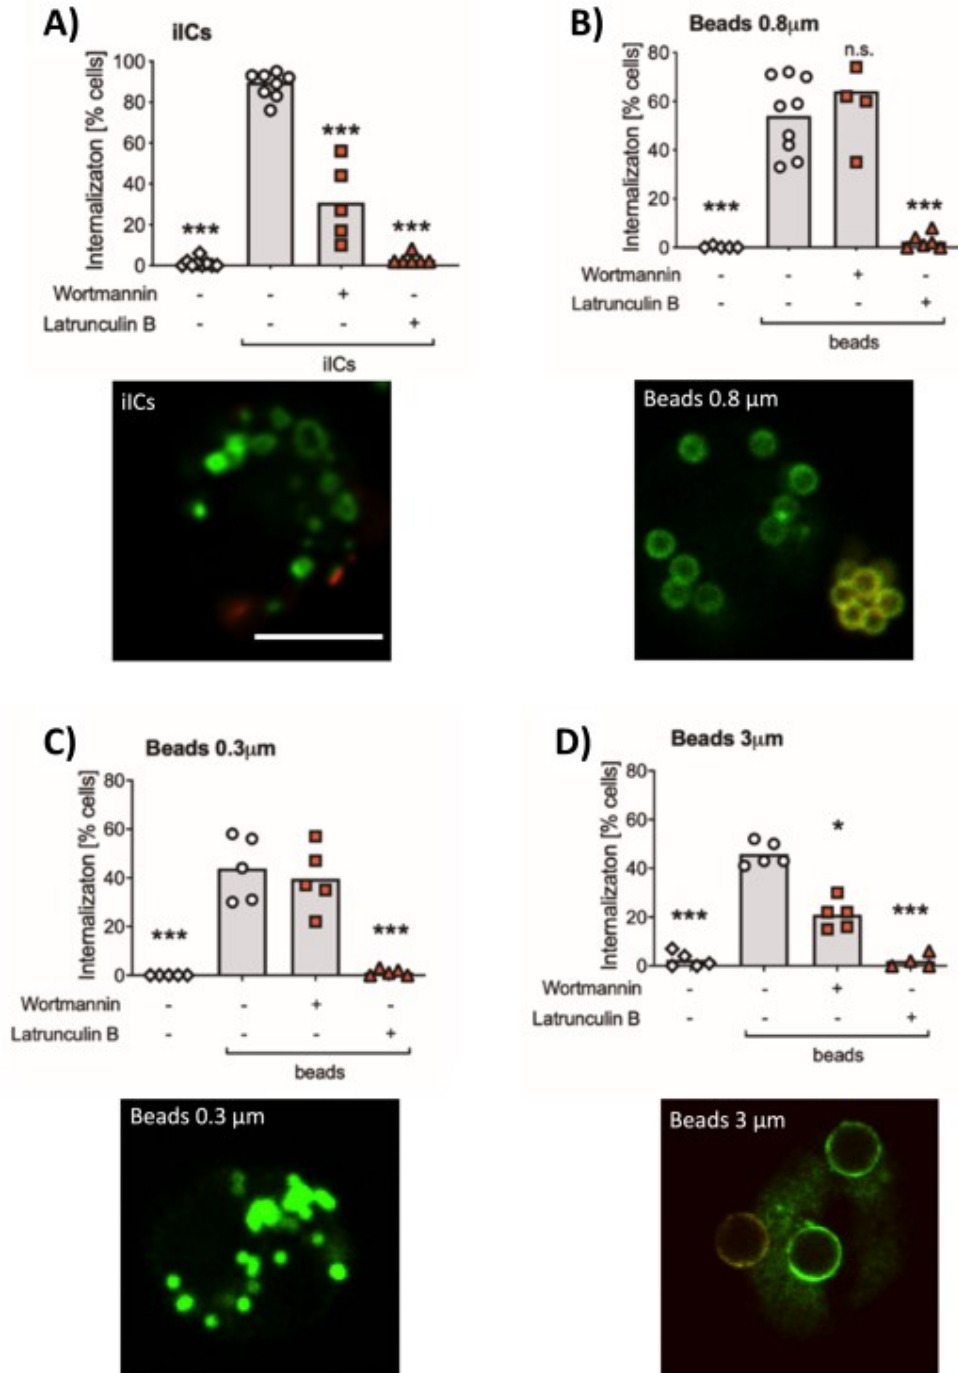 A)
iICs
Internalizaton [% cells]
100
80
60
40
20
0
***
***
***
Wortmannin - - + -
Latrunculin B - - - +
iICs
iICs
B)
Beads 0.8μm
Internalizaton [% cells]
80
60
40
20
0
***
n.s.
***
Wortmannin - - + -
Latrunculin B - - - +
beads
Beads 0.8 μm
C)
Beads 0.3μm
Internalizaton [% cells]
80
60
40
20
0
***
***
Wortmannin - - + -
Latrunculin B - - - +
beads
Beads 0.3 μm
D)
Beads 3μm
Internalizaton [% cells]
80
60
40
20
0
***
*
***
Wortmannin - - + -
Latrunculin B - - - +
beads
Beads 3 μm